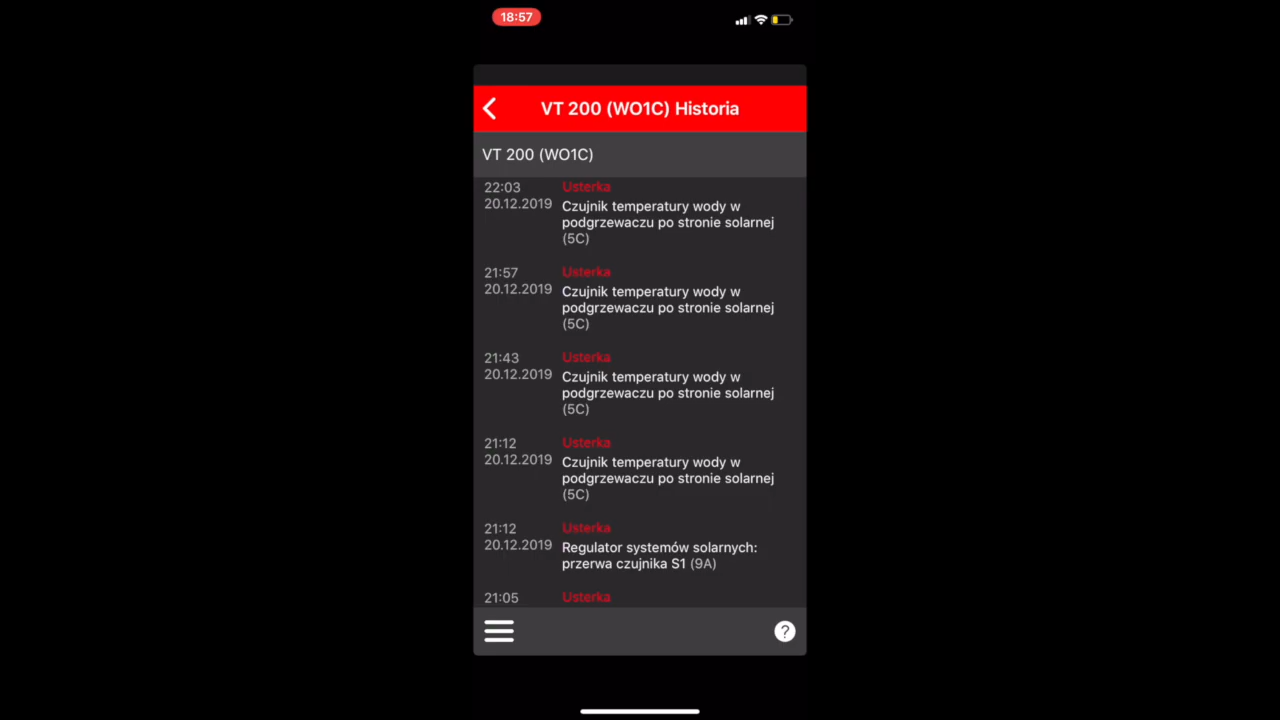 18:57
VT 200 (WO1C) Historia
VT 200 (WO1C)
22:03 Usterka
20.12.2019 Czujnik temperatury wody w
podgrzewaczu po stronie solarnej
(5C)
21:57 Usterka
20.12.2019 Czujnik temperatury wody w
podgrzewaczu po stronie solarnej
(5C)
21:43 Usterka
20.12.2019 Czujnik temperatury wody w
podgrzewaczu po stronie solarnej
(5C)
21:12 Usterka
20.12.2019 Czujnik temperatury wody w
podgrzewaczu po stronie solarnej
(5C)
21:12 Usterka
20.12.2019 Regulator systemów solarnych:
przerwa czujnika S1 (9A)
21:05 Usterka
?